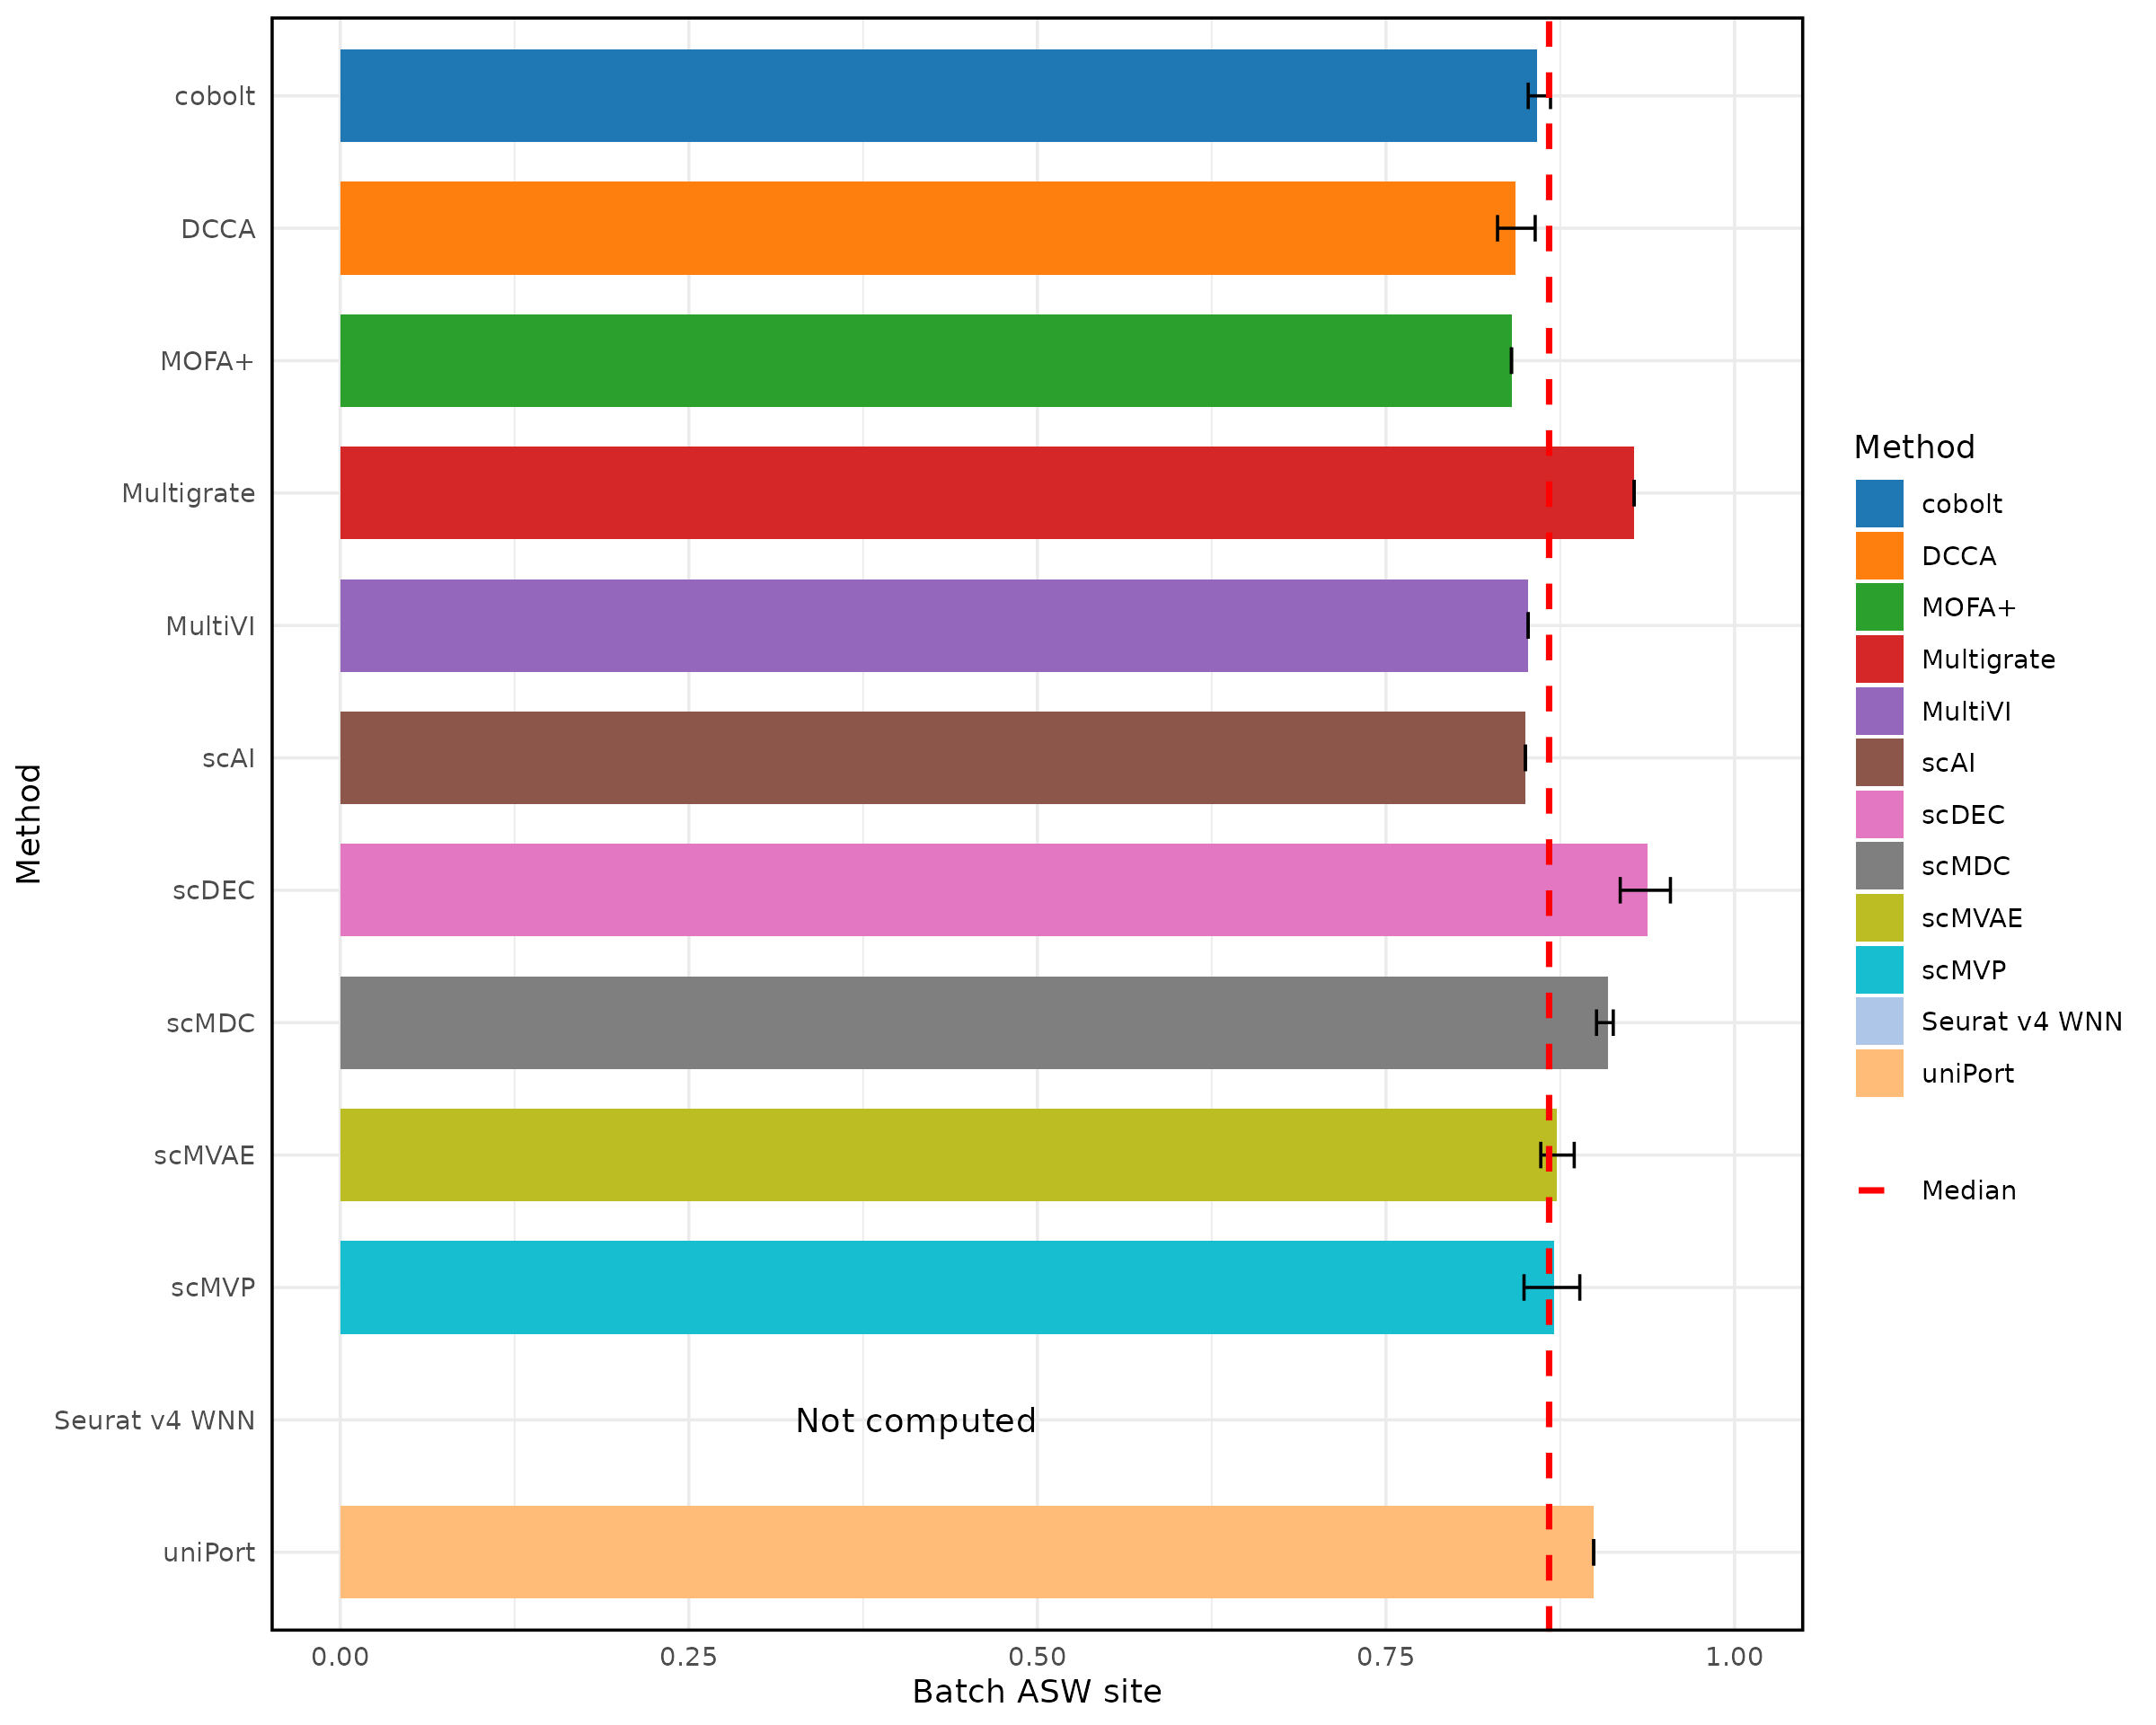 cobolt
DCCA
MOFA+
Multigrate
MultiVI
scAI
scDEC
scMDC
scMVAE
scMVP
Seurat v4 WNN
uniPort
Method
Not computed
0.00
0.25
0.50
0.75
1.00
Batch ASW site
Method
cobolt
DCCA
MOFA+
Multigrate
MultiVI
scAI
scDEC
scMDC
scMVAE
scMVP
Seurat v4 WNN
uniPort
Median